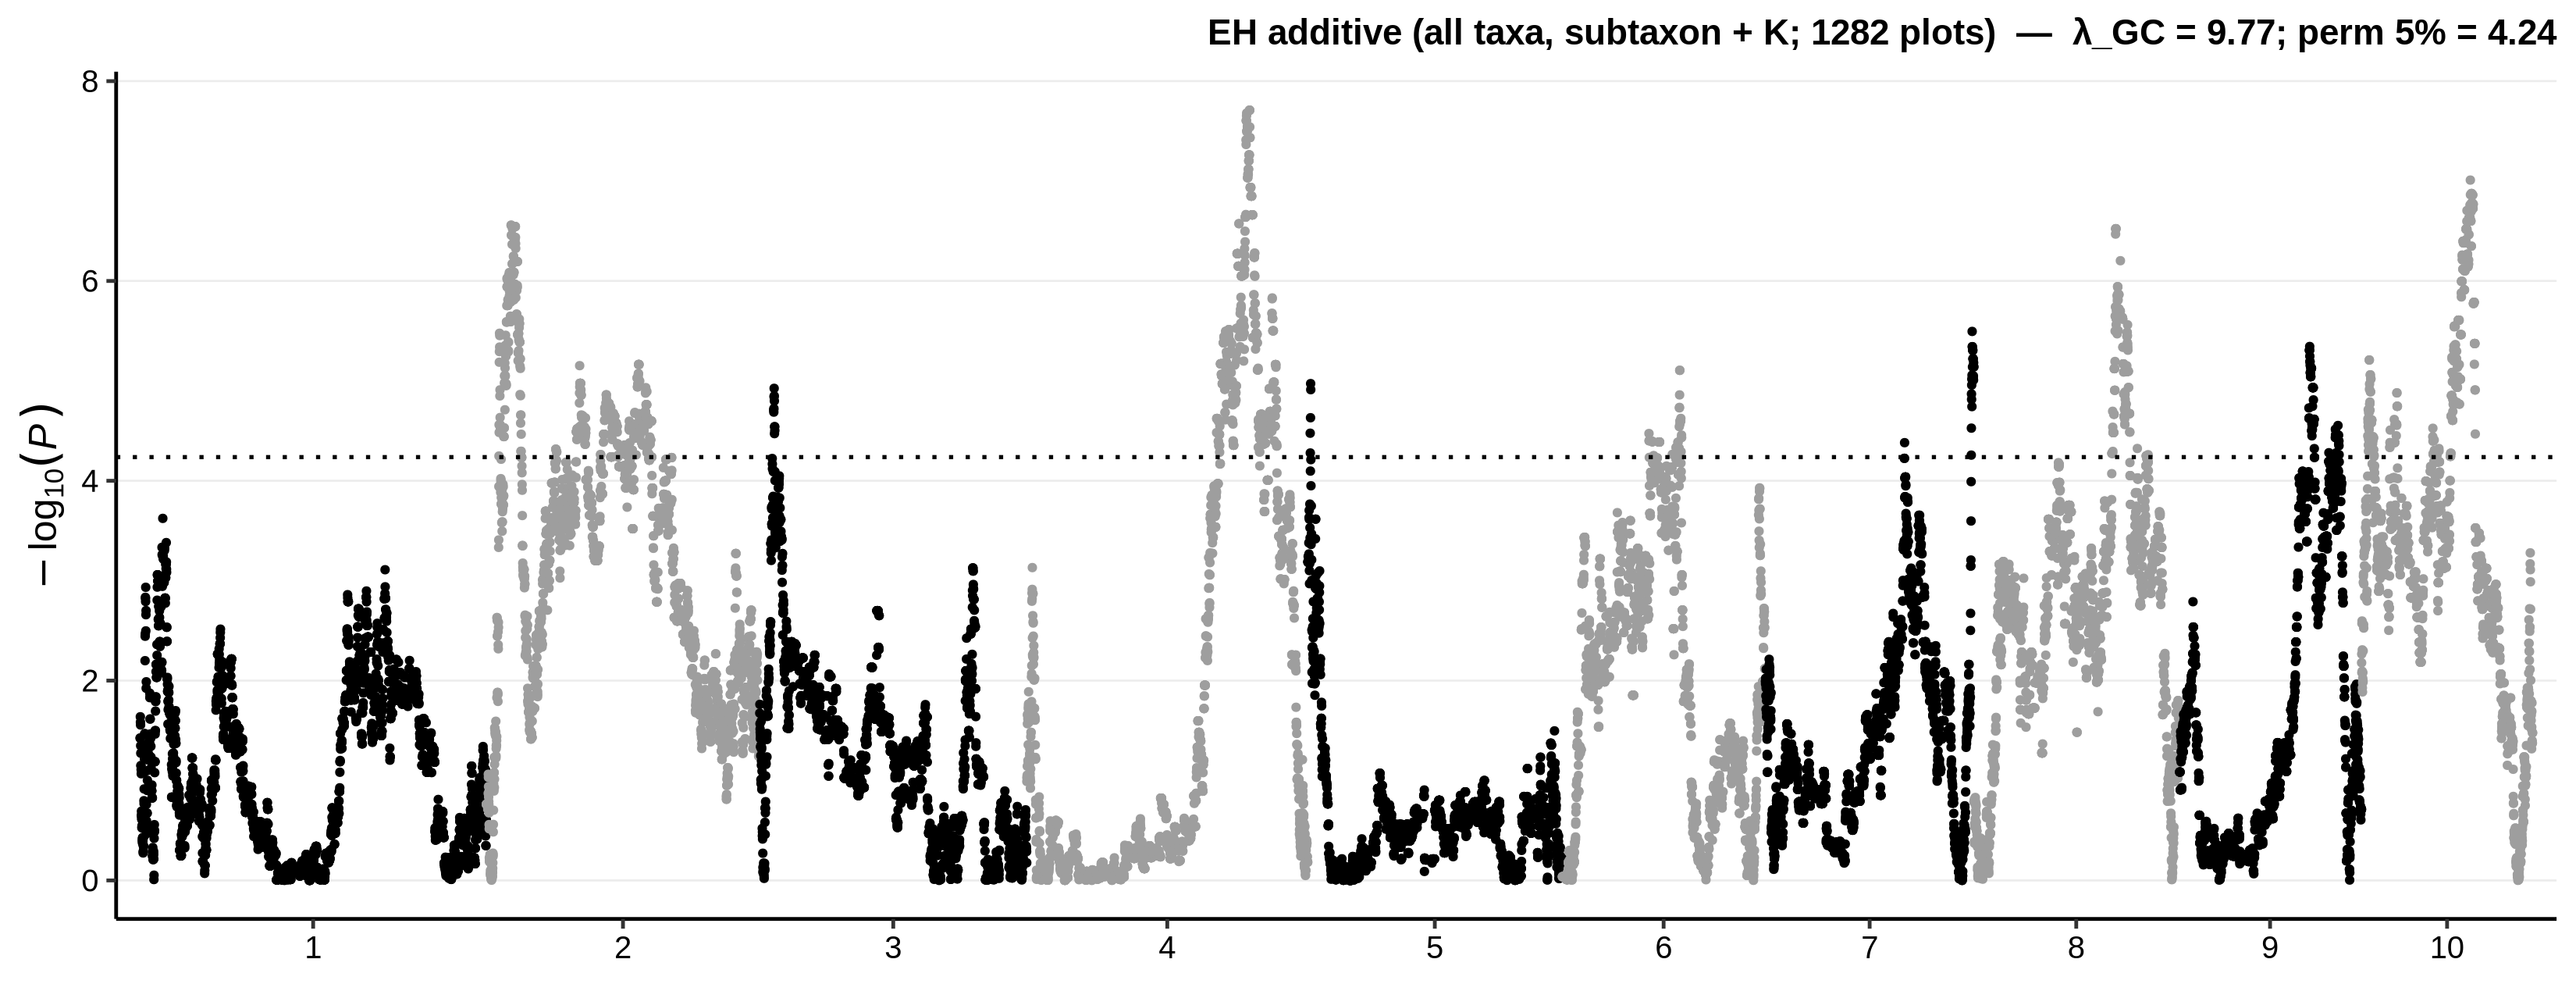 EH additive (all taxa, subtaxon + K; 1282 plots) — λ_GC = 9.77; perm 5% = 4.24
8
6
4
2
0
− log₁₀(P)
1 2 3 4 5 6 7 8 9 10